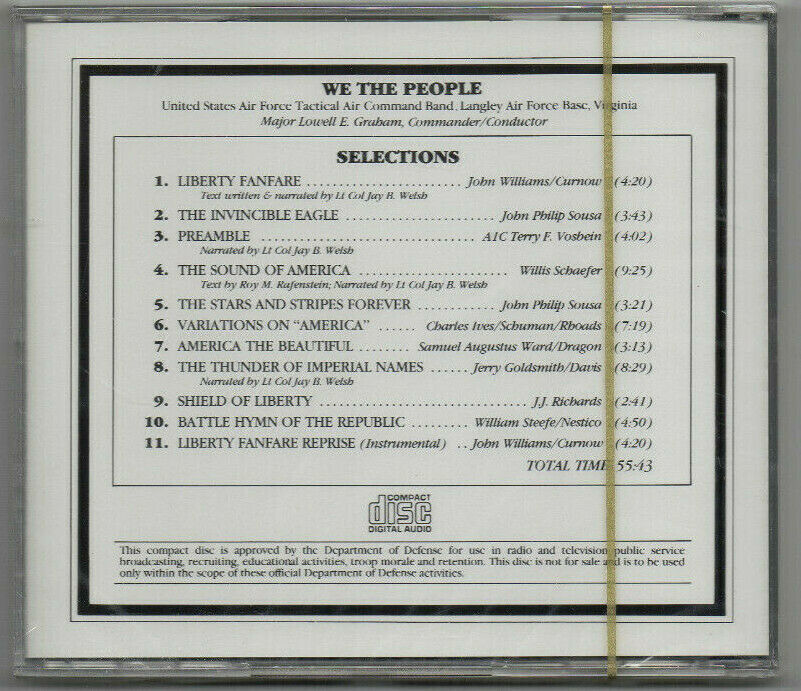 WE THE PEOPLE
United States Air Force Tactical Air Command Band, Langley Air Force Base, Virginia
Major Lowell E. Graham, Commander/Conductor
SELECTIONS
1. LIBERTY FANFARE ....................... John Williams/Curnow (4:20)
Text written & narrated by Lt Col Jay B. Welsh
2. THE INVINCIBLE EAGLE ...................... John Philip Sousa (3:43)
3. PREAMBLE ................................ A1C Terry F. Vosbein (4:02)
Narrated by Lt Col Jay B. Welsh
4. THE SOUND OF AMERICA ...................... Willis Schaefer (9:25)
Text by Roy M. Rafenstein; Narrated by Lt Col Jay B. Welsh
5. THE STARS AND STRIPES FOREVER ............. John Philip Sousa (3:21)
6. VARIATIONS ON “AMERICA” ...... Charles Ives/Schuman/Rhoads (7:19)
7. AMERICA THE BEAUTIFUL ........ Samuel Augustus Ward/Dragon (3:13)
8. THE THUNDER OF IMPERIAL NAMES ...... Jerry Goldsmith/Davis (8:29)
Narrated by Lt Col Jay B. Welsh
9. SHIELD OF LIBERTY ................................ J.J. Richards (2:41)
10. BATTLE HYMN OF THE REPUBLIC ......... William Steefe/Nestico (4:50)
11. LIBERTY FANFARE REPRISE (Instrumental) .. John Williams/Curnow (4:20)
TOTAL TIME 55:43
COMPACT
disc
DIGITAL AUDIO
This compact disc is approved by the Department of Defense for use in radio and television public service
broadcasting, recruiting, educational activities, troop morale and retention. This disc is not for sale and is to be used
only within the scope of these official Department of Defense activities.